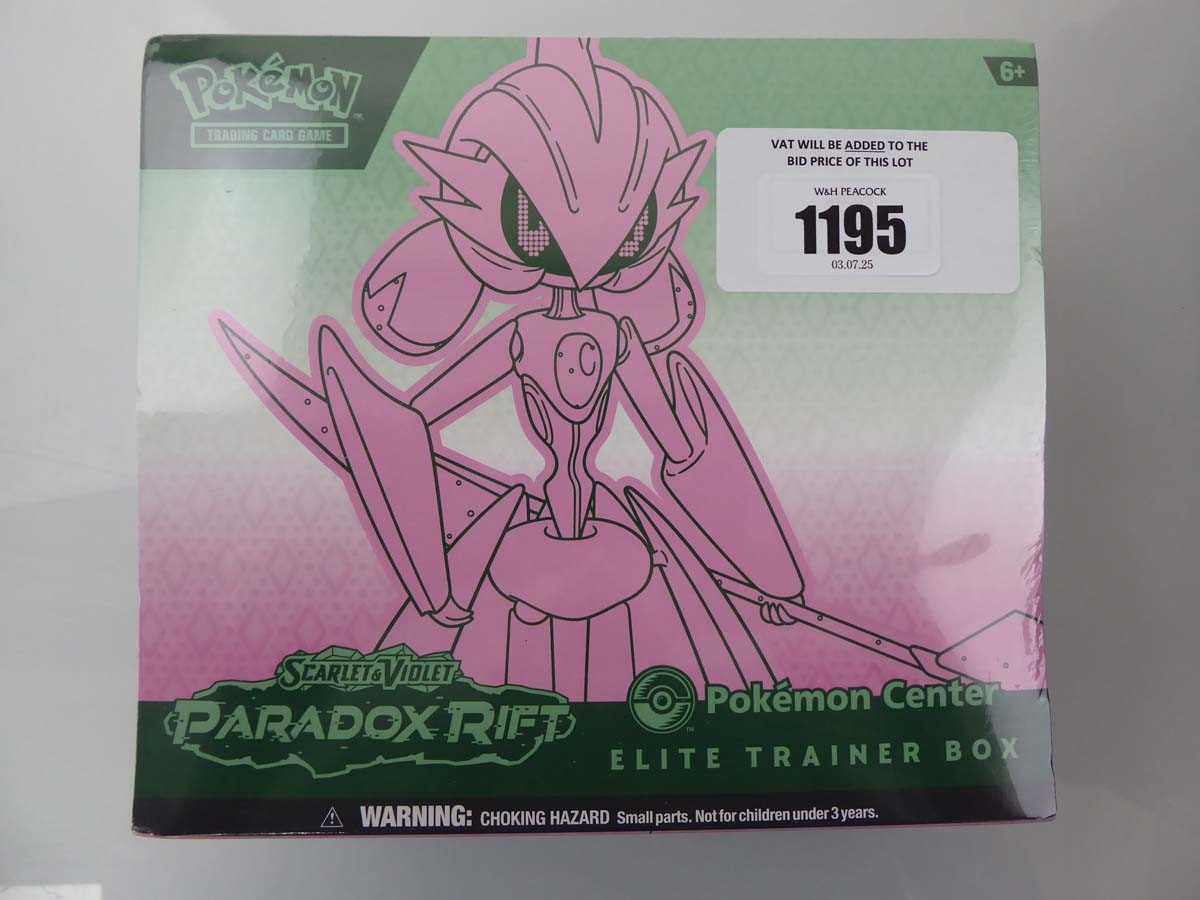 POKéMON
TRADING CARD GAME
6+
VAT WILL BE ADDED TO THE
BID PRICE OF THIS LOT
W&H PEACOCK
1195
03.07.25
SCARLET & VIOLET
PARADOX RIFT
Pokémon Center
TM
ELITE TRAINER BOX
WARNING: CHOKING HAZARD Small parts. Not for children under 3 years.